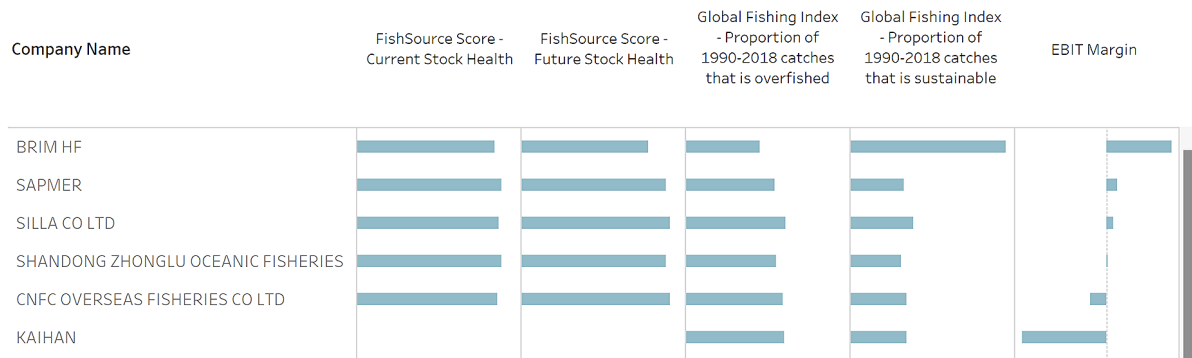 Company Name
FishSource Score -
Current Stock Health
FishSource Score -
Future Stock Health
Global Fishing Index
- Proportion of
1990-2018 catches
that is overfished
Global Fishing Index
- Proportion of
1990-2018 catches
that is sustainable
EBIT Margin
BRIM HF
SAPMER
SILLA CO LTD
SHANDONG ZHONGLU OCEANIC FISHERIES
CNFC OVERSEAS FISHERIES CO LTD
KAIHAN